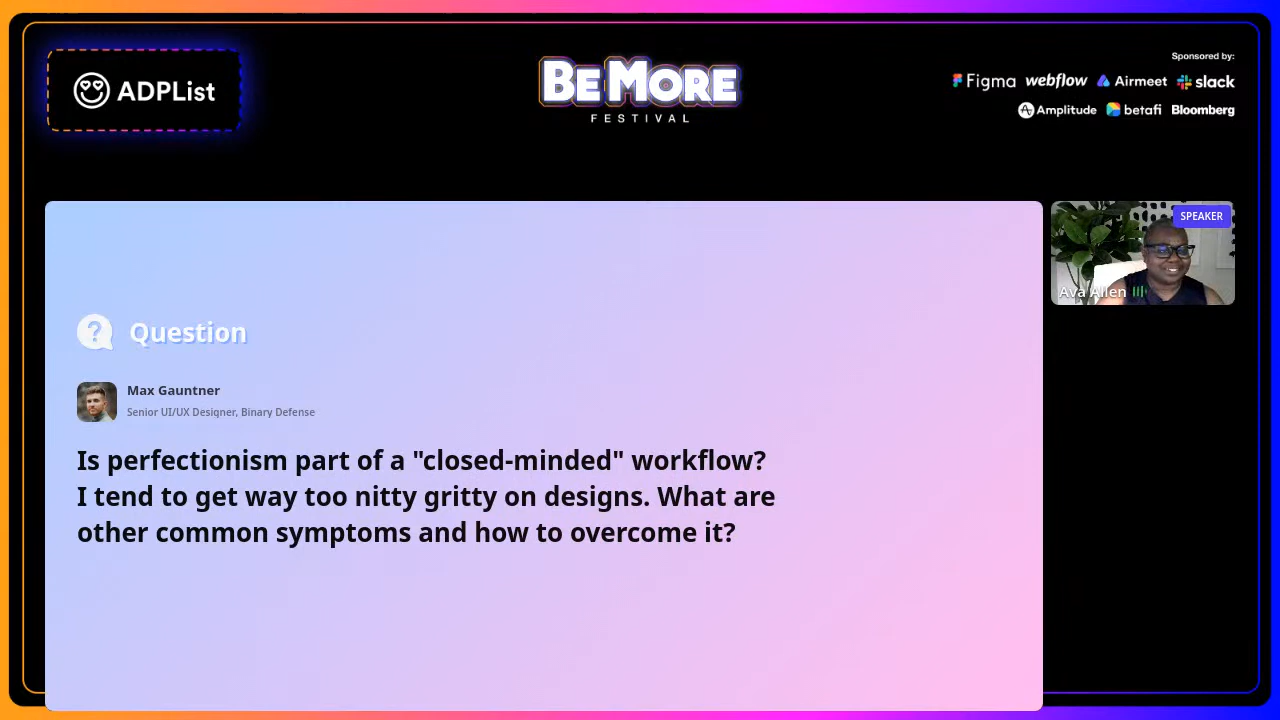 ADPList
BE MORE
FESTIVAL
Sponsored by:
Figma webflow Airmeet slack
Amplitude betafi Bloomberg
SPEAKER
Ava Allen
Question
Max Gauntner
Senior UI/UX Designer, Binary Defense
Is perfectionism part of a "closed-minded" workflow?
I tend to get way too nitty gritty on designs. What are
other common symptoms and how to overcome it?